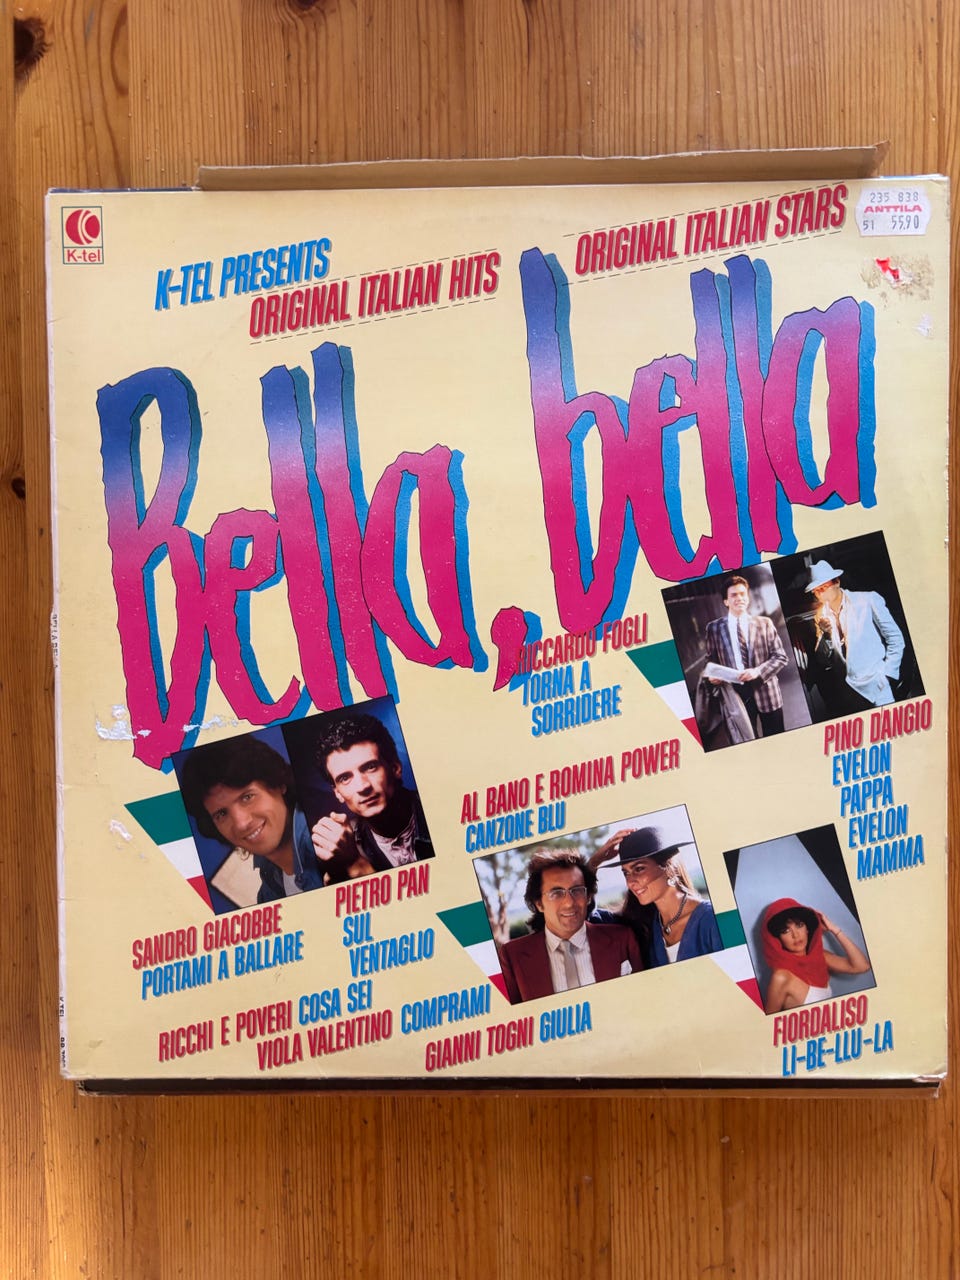 K-tel
K-TEL PRESENTS
ORIGINAL ITALIAN HITS
ORIGINAL ITALIAN STARS
235 838
ANTTILA
51 55,90
Bella, bella
RICCARDO FOGLI
TORNA A
SORRIDERE
PINO DANGIO
EVELON
PAPPA
EVELON
MAMMA
AL BANO E ROMINA POWER
CANZONE BLU
SANDRO GIACOBBE
PORTAMI A BALLARE
PIETRO PAN
SUL
VENTAGLIO
RICCHI E POVERI COSA SEI
VIOLA VALENTINO COMPRAMI
GIANNI TOGNI GIULIA
FIORDALISO
LI-BE-LLU-LA